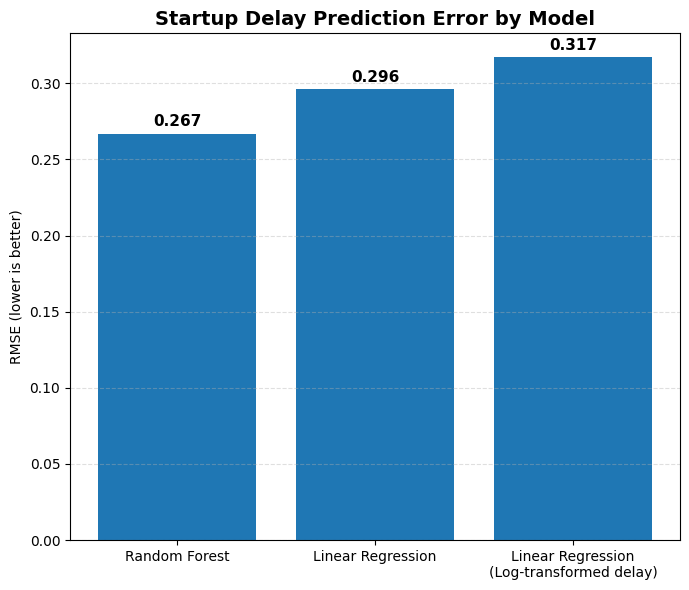 Startup Delay Prediction Error by Model
RMSE (lower is better)
0.30
0.25
0.20
0.15
0.10
0.05
0.00
0.267
0.296
0.317
Random Forest
Linear Regression
Linear Regression
(Log-transformed delay)